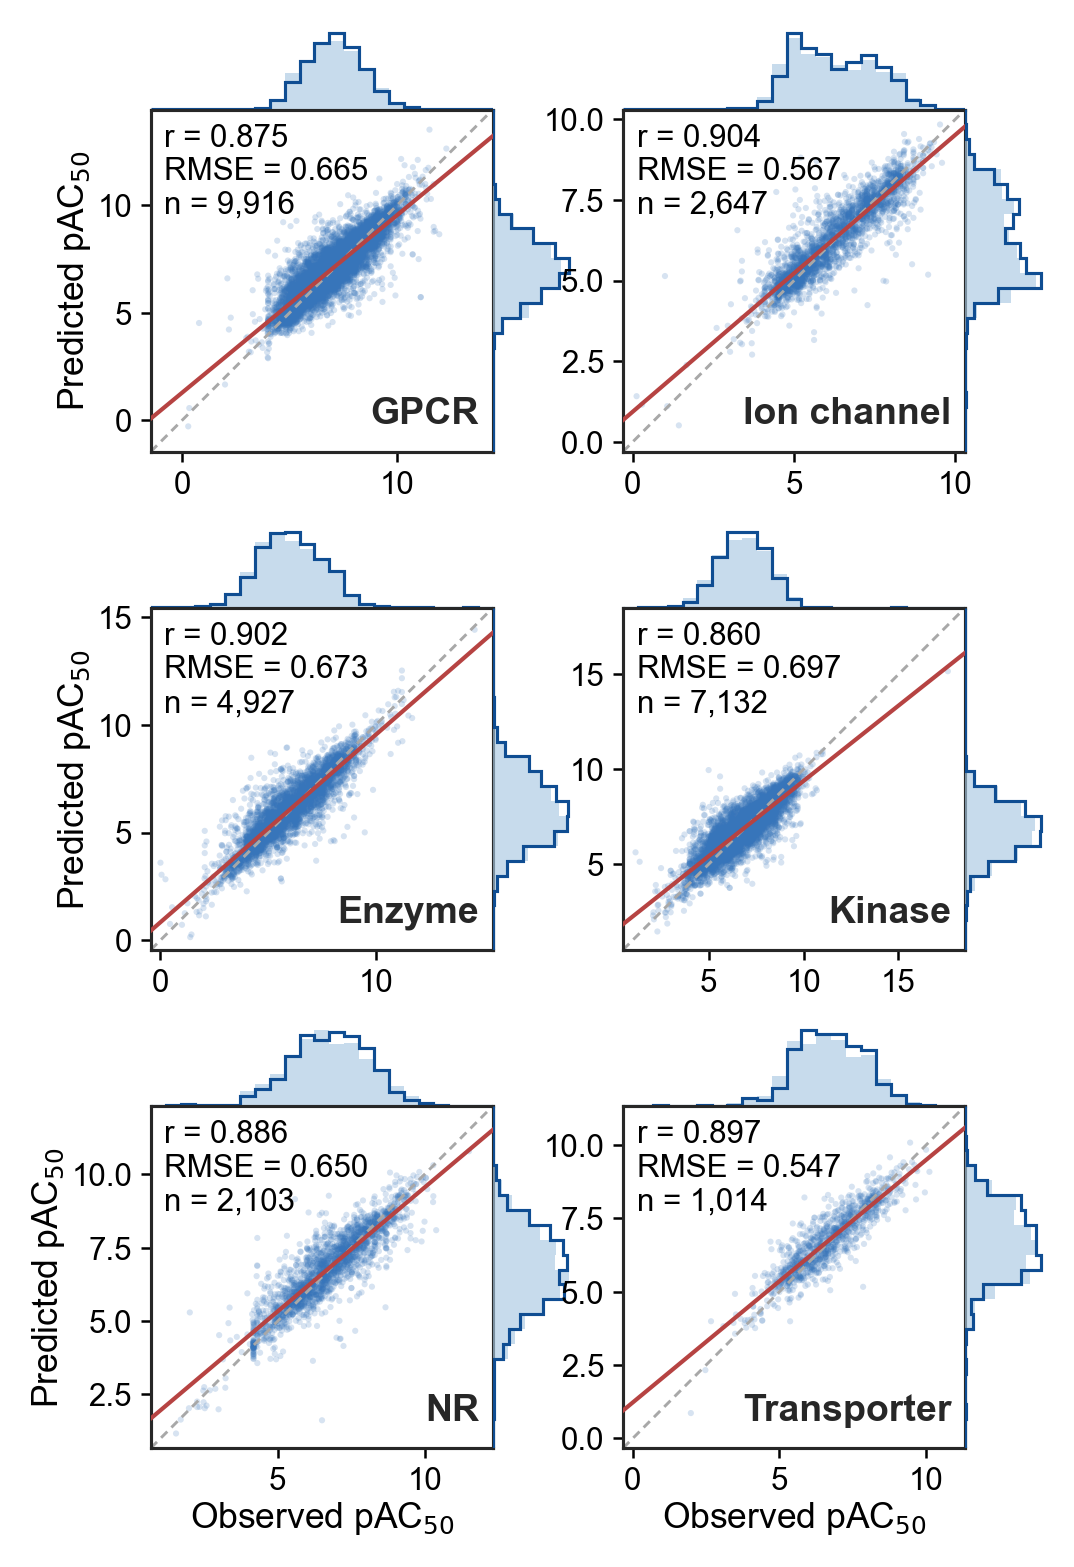 r = 0.875
RMSE = 0.665
n = 9,916
Predicted pAC50
10
5
0
GPCR
0
10
r = 0.904
RMSE = 0.567
n = 2,647
10.0
7.5
5.0
2.5
0.0
Ion channel
0
5
10
r = 0.902
RMSE = 0.673
n = 4,927
Predicted pAC50
15
10
5
0
Enzyme
0
10
r = 0.860
RMSE = 0.697
n = 7,132
15
10
5
Kinase
5
10
15
r = 0.886
RMSE = 0.650
n = 2,103
Predicted pAC50
10.0
7.5
5.0
2.5
NR
5
10
Observed pAC50
r = 0.897
RMSE = 0.547
n = 1,014
10.0
7.5
5.0
2.5
0.0
Transporter
0
5
10
Observed pAC50